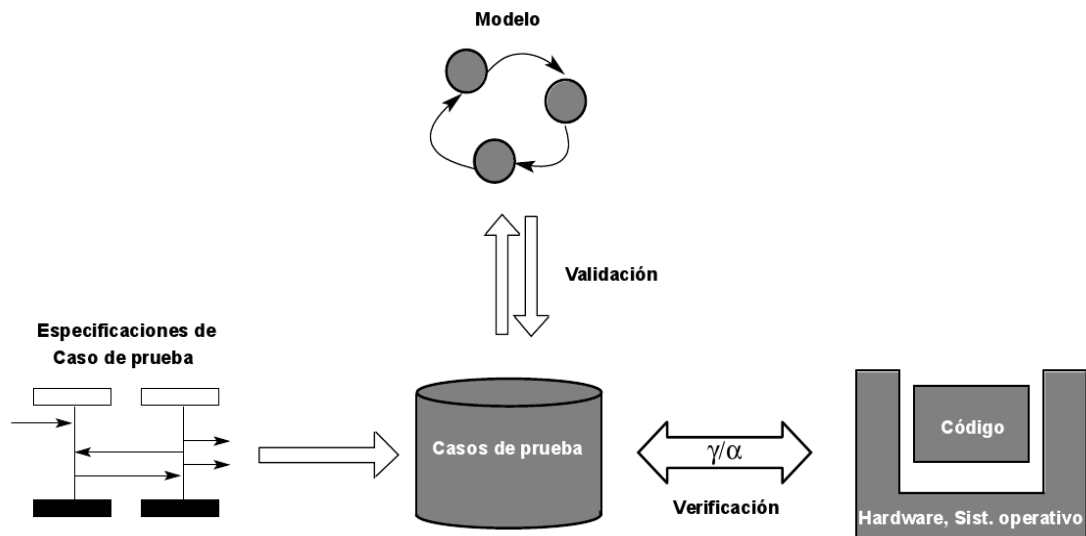 Modelo
Validación
Especificaciones de
Caso de prueba
Casos de prueba
γ/α
Verificación
Código
Hardware, Sist. operativo